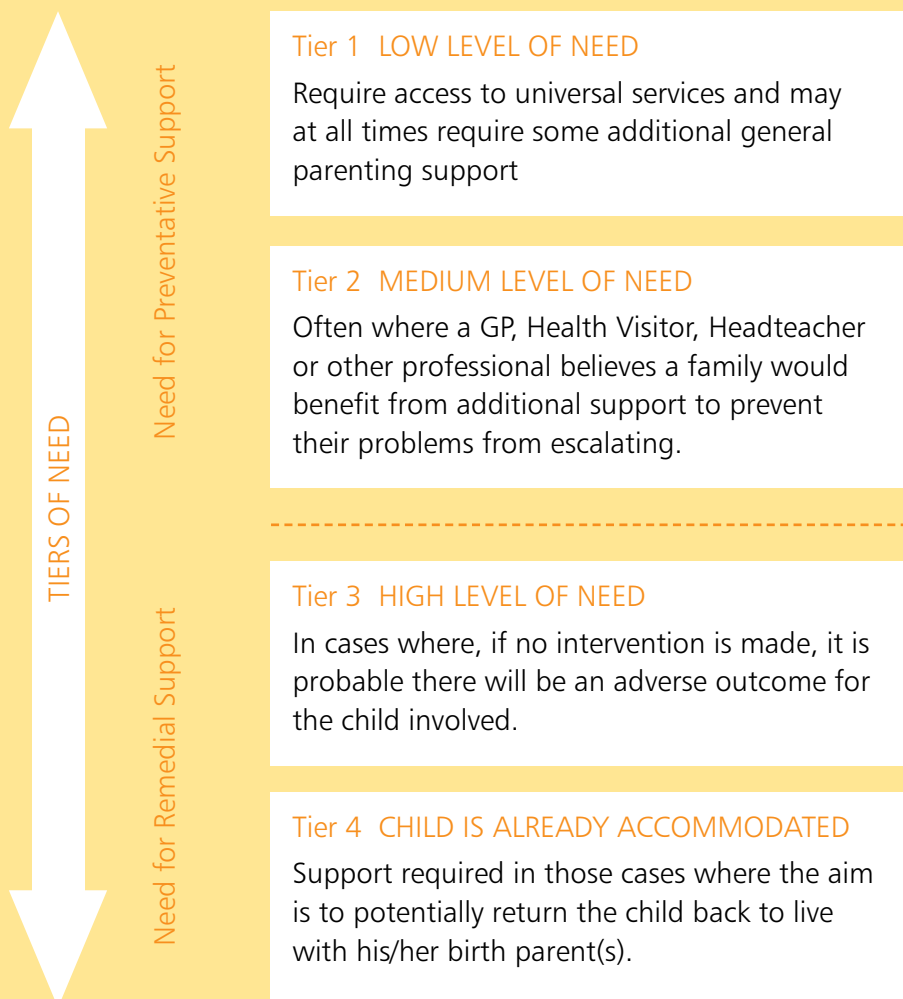 TIERS OF NEED
Need for Preventative Support
Tier 1 LOW LEVEL OF NEED
Require access to universal services and may
at all times require some additional general
parenting support
Tier 2 MEDIUM LEVEL OF NEED
Often where a GP, Health Visitor, Headteacher
or other professional believes a family would
benefit from additional support to prevent
their problems from escalating.
Need for Remedial Support
Tier 3 HIGH LEVEL OF NEED
In cases where, if no intervention is made, it is
probable there will be an adverse outcome for
the child involved.
Tier 4 CHILD IS ALREADY ACCOMMODATED
Support required in those cases where the aim
is to potentially return the child back to live
with his/her birth parent(s).